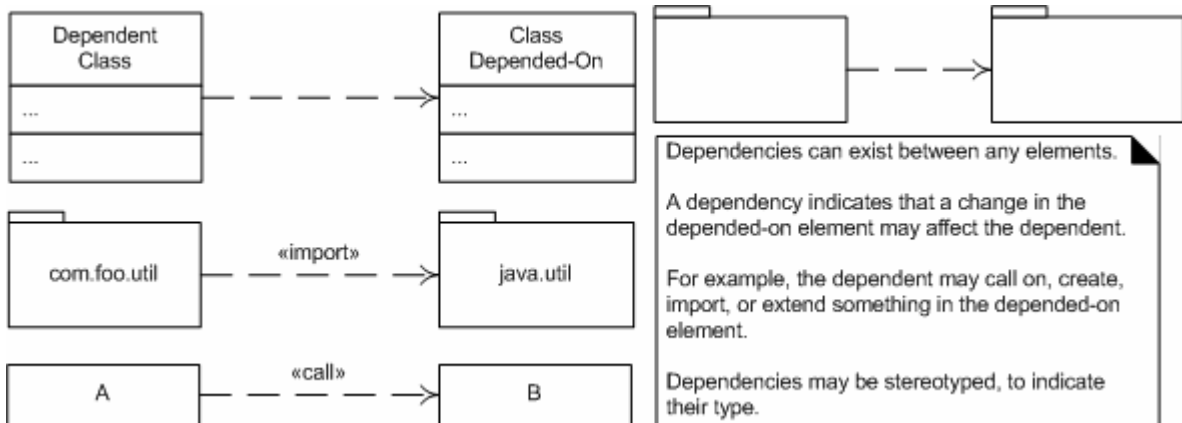 Dependent
Class
...
...
Class
Depended-On
...
...
com.foo.util
«import»
java.util
A
«call»
B
Dependencies can exist between any elements.
A dependency indicates that a change in the
depended-on element may affect the dependent.
For example, the dependent may call on, create,
import, or extend something in the depended-on
element.
Dependencies may be stereotyped, to indicate
their type.